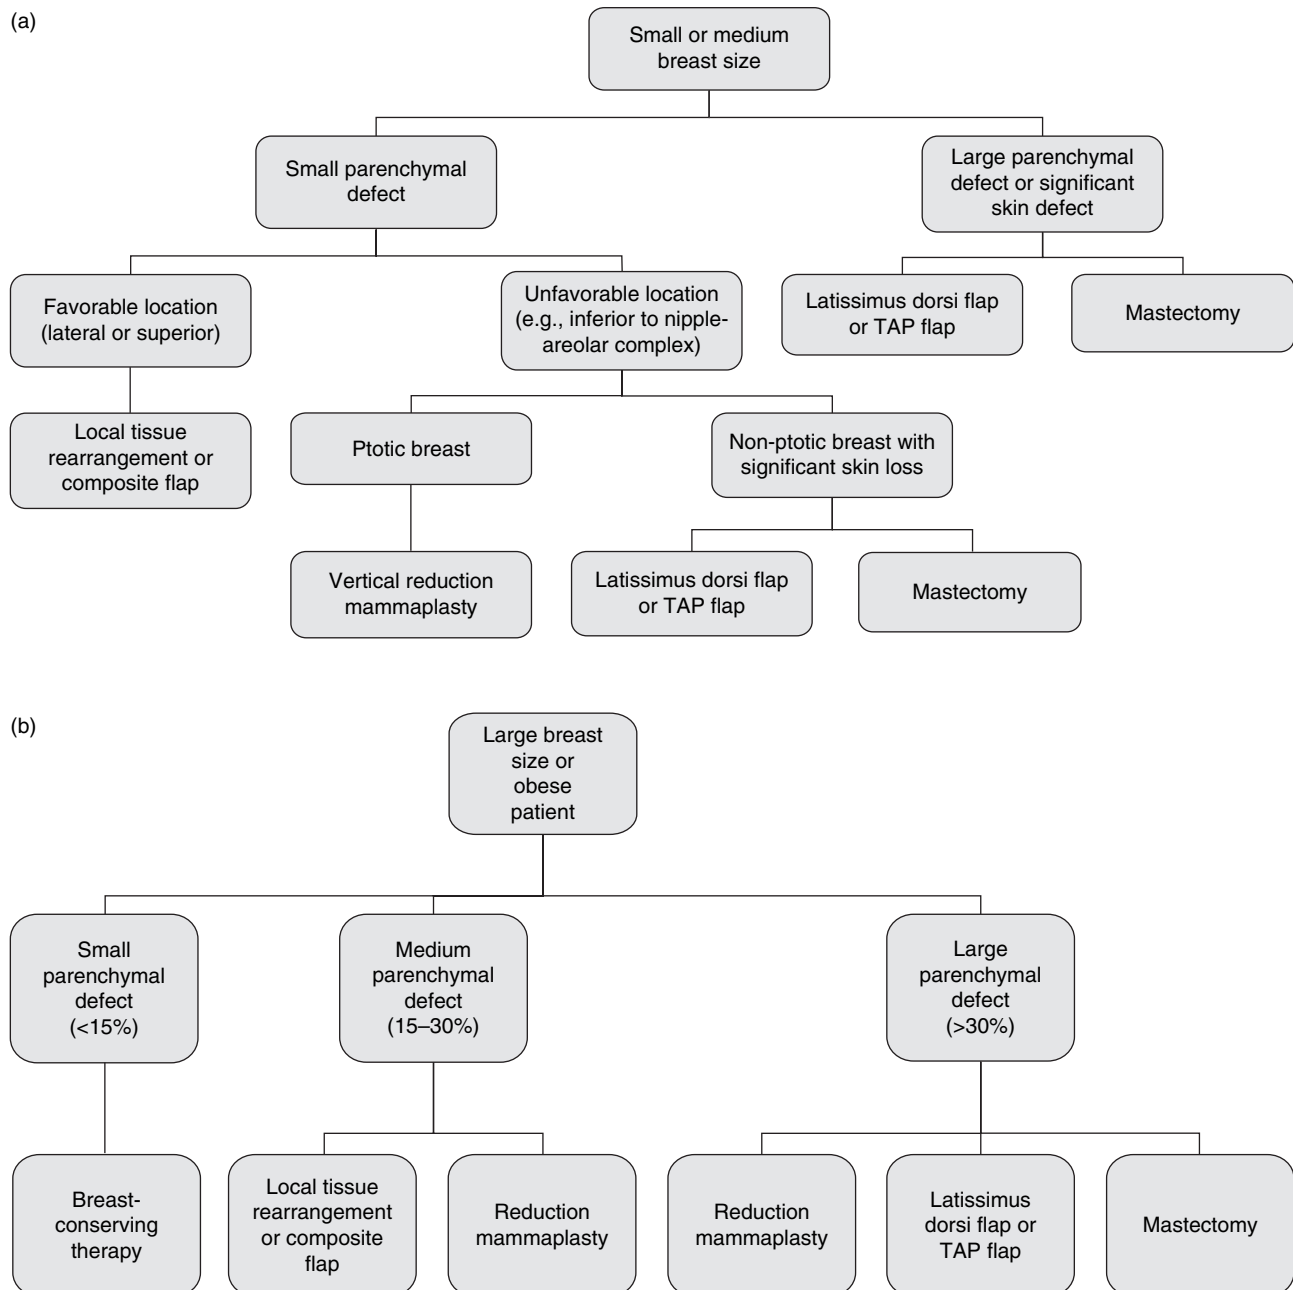 (a)
Small or medium
breast size
Small parenchymal
defect
Large parenchymal
defect or significant
skin defect
Favorable location
(lateral or superior)
Unfavorable location
(e.g., inferior to nipple-
areolar complex)
Latissimus dorsi flap
or TAP flap
Mastectomy
Local tissue
rearrangement or
composite flap
Ptotic breast
Non-ptotic breast with
significant skin loss
Vertical reduction
mammaplasty
Latissimus dorsi flap
or TAP flap
Mastectomy
(b)
Large breast
size or
obese
patient
Small
parenchymal
defect
(<15%)
Medium
parenchymal
defect
(15–30%)
Large
parenchymal
defect
(>30%)
Breast-
conserving
therapy
Local tissue
rearrangement
or composite
flap
Reduction
mammaplasty
Reduction
mammaplasty
Latissimus
dorsi flap or
TAP flap
Mastectomy